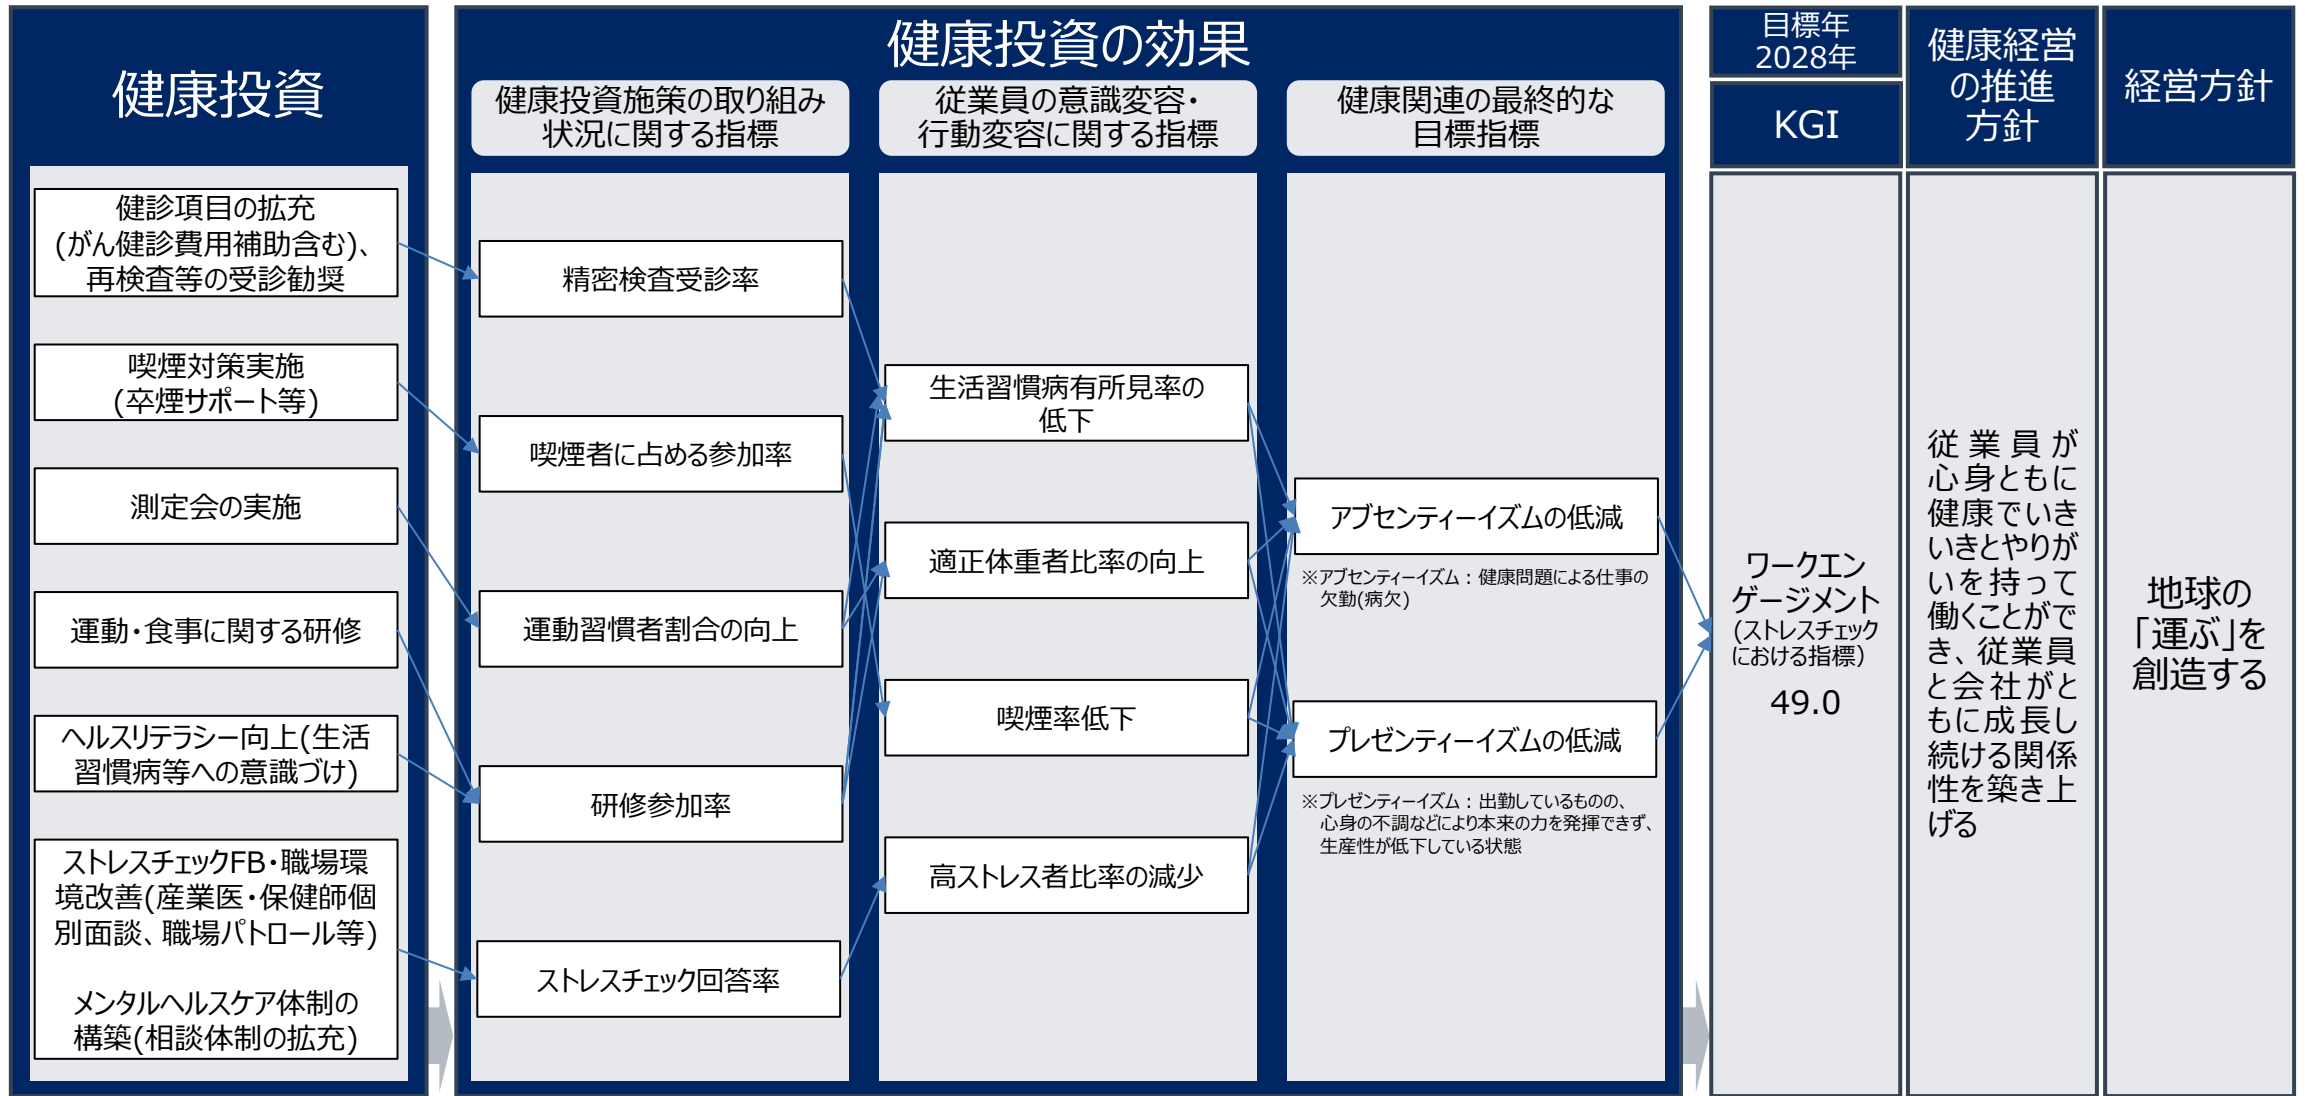 健康投資
健診項目の拡充
(がん健診費用補助含む)、
再検査等の受診勧奨
喫煙対策実施
(卒煙サポート等)
測定会の実施
運動・食事に関する研修
ヘルスリテラシー向上(生活
習慣病等への意識づけ)
ストレスチェックFB・職場環
境改善(産業医・保健師個
別面談、職場パトロール等)
メンタルヘルスケア体制の
構築(相談体制の拡充)
健康投資の効果
健康投資施策の取り組み
状況に関する指標
精密検査受診率
喫煙者に占める参加率
運動習慣者割合の向上
研修参加率
ストレスチェック回答率
従業員の意識変容・
行動変容に関する指標
生活習慣病有所見率の
低下
適正体重者比率の向上
喫煙率低下
高ストレス者比率の減少
健康関連の最終的な
目標指標
アブセンティーイズムの低減
※アブセンティーイズム：健康問題による仕事の
欠勤(病欠)
プレゼンティーイズムの低減
※プレゼンティーイズム：出勤しているものの、
心身の不調などにより本来の力を発揮できず、
生産性が低下している状態
目標年
2028年
KGI
ワークエン
ゲージメント
(ストレスチェック
における指標)
49.0
健康経営
の推進
方針
従業員が
心身ともに
健康でいき
いきとやりが
いを持って
働くことがで
き、従業員
と会社がと
もに成長し
続ける関係
性を築き上
げる
経営方針
地球の
「運ぶ」を
創造する